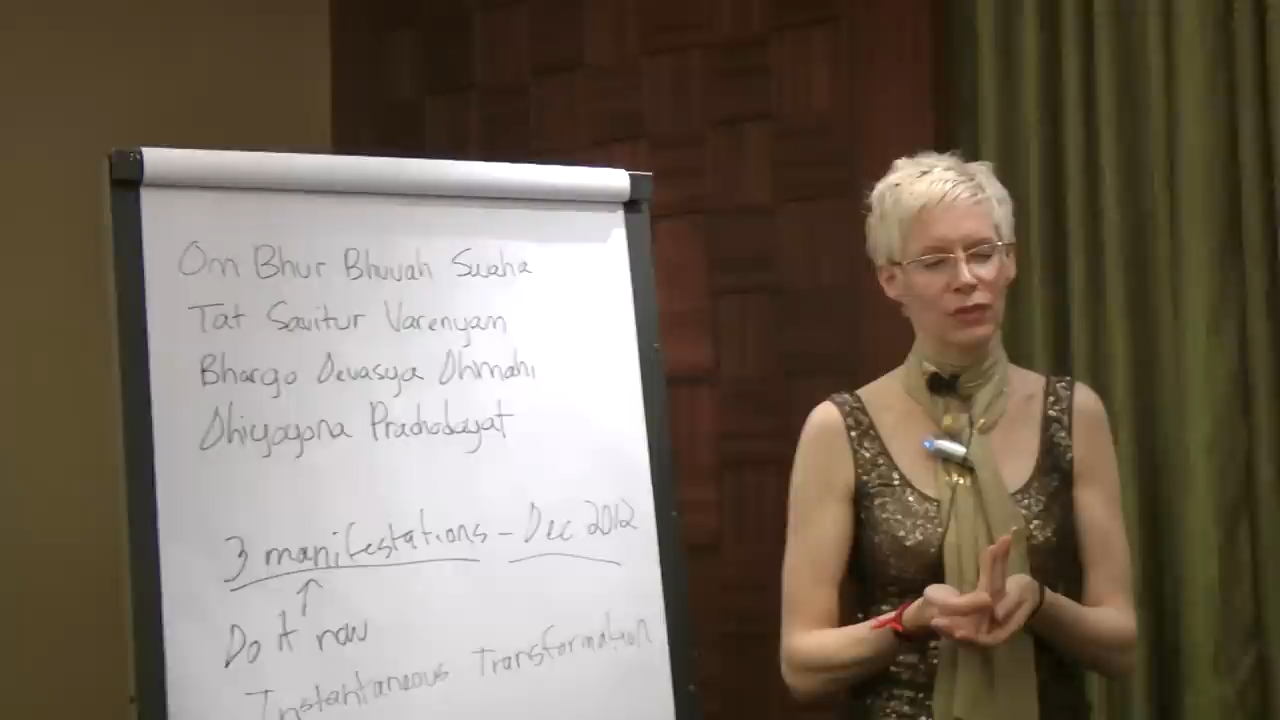 Om Bhur Bhuvah Swaha
Tat Savitur Varenyam
Bhargo Devasya Dhmahi
Dhiyoyona Prachodayat
3 manifestations - Dec 2012
↑
Do it now
Instantaneous Transformation